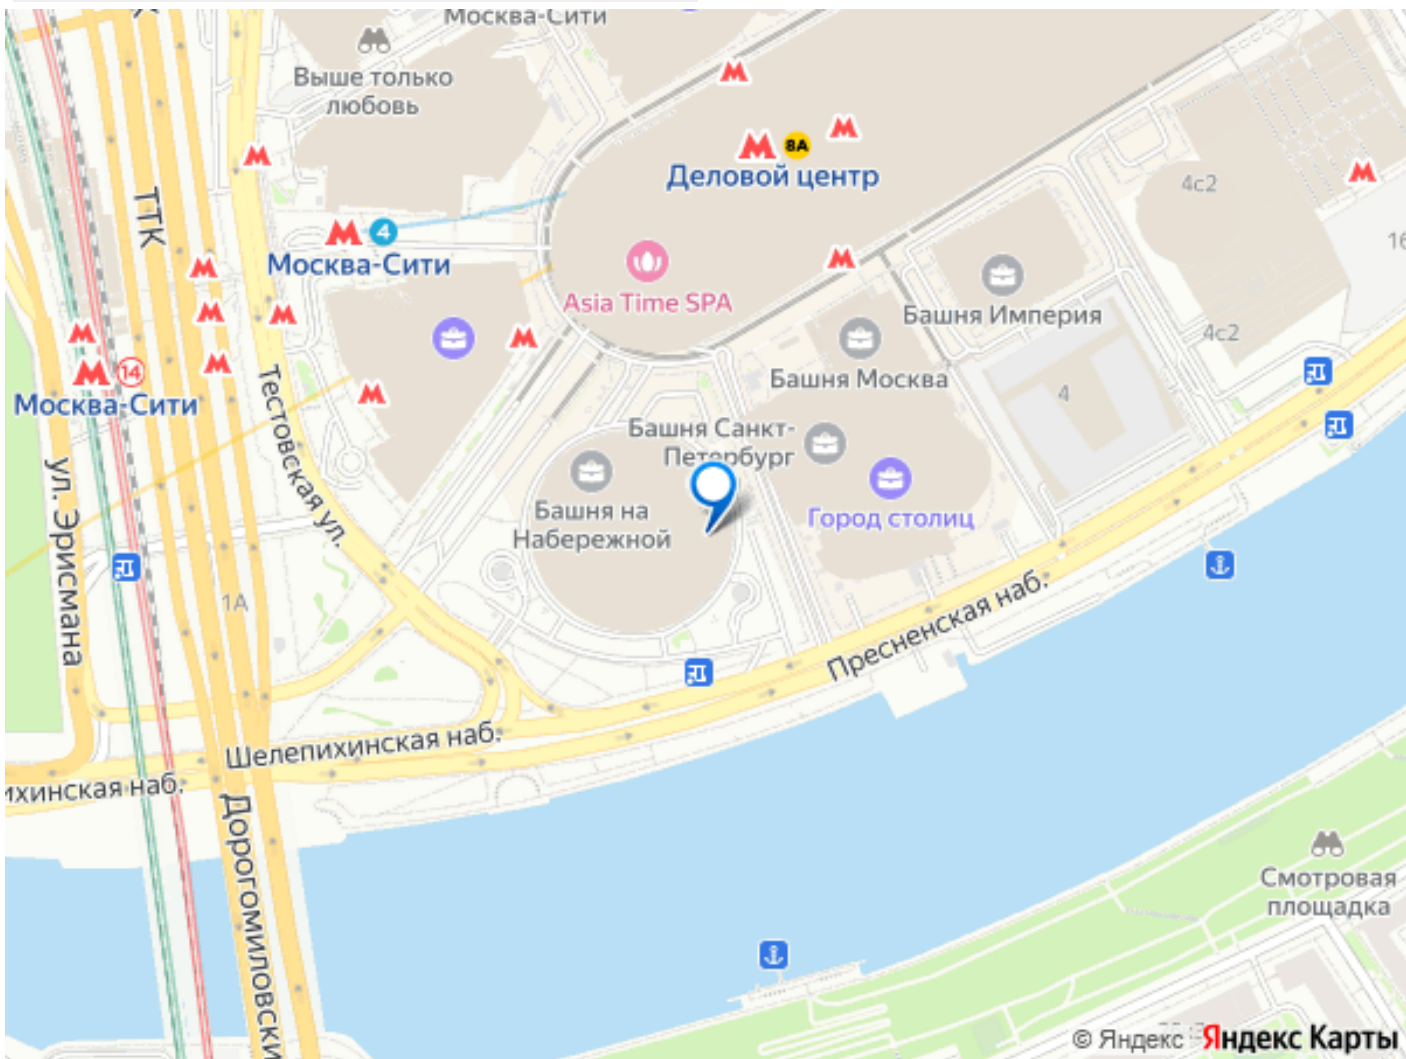 Москва-Сити
Выше только
любовь
8А
Деловой центр
4с2
ТТК
4
Москва-Сити
16
Asia Time SPA
Башня Империя
4с2
14
Башня Москва
Москва-Сити
4
Тестовская ул.
Башня Санкт-
Петербург
ул. Эрисмана
Башня на
Набережной
Город столиц
1А
Пресненская наб.
Шелепихинская наб.
ихинская наб.
Дорогомиловски
Смотровая
площадка
© Яндекс Яндекс Карты